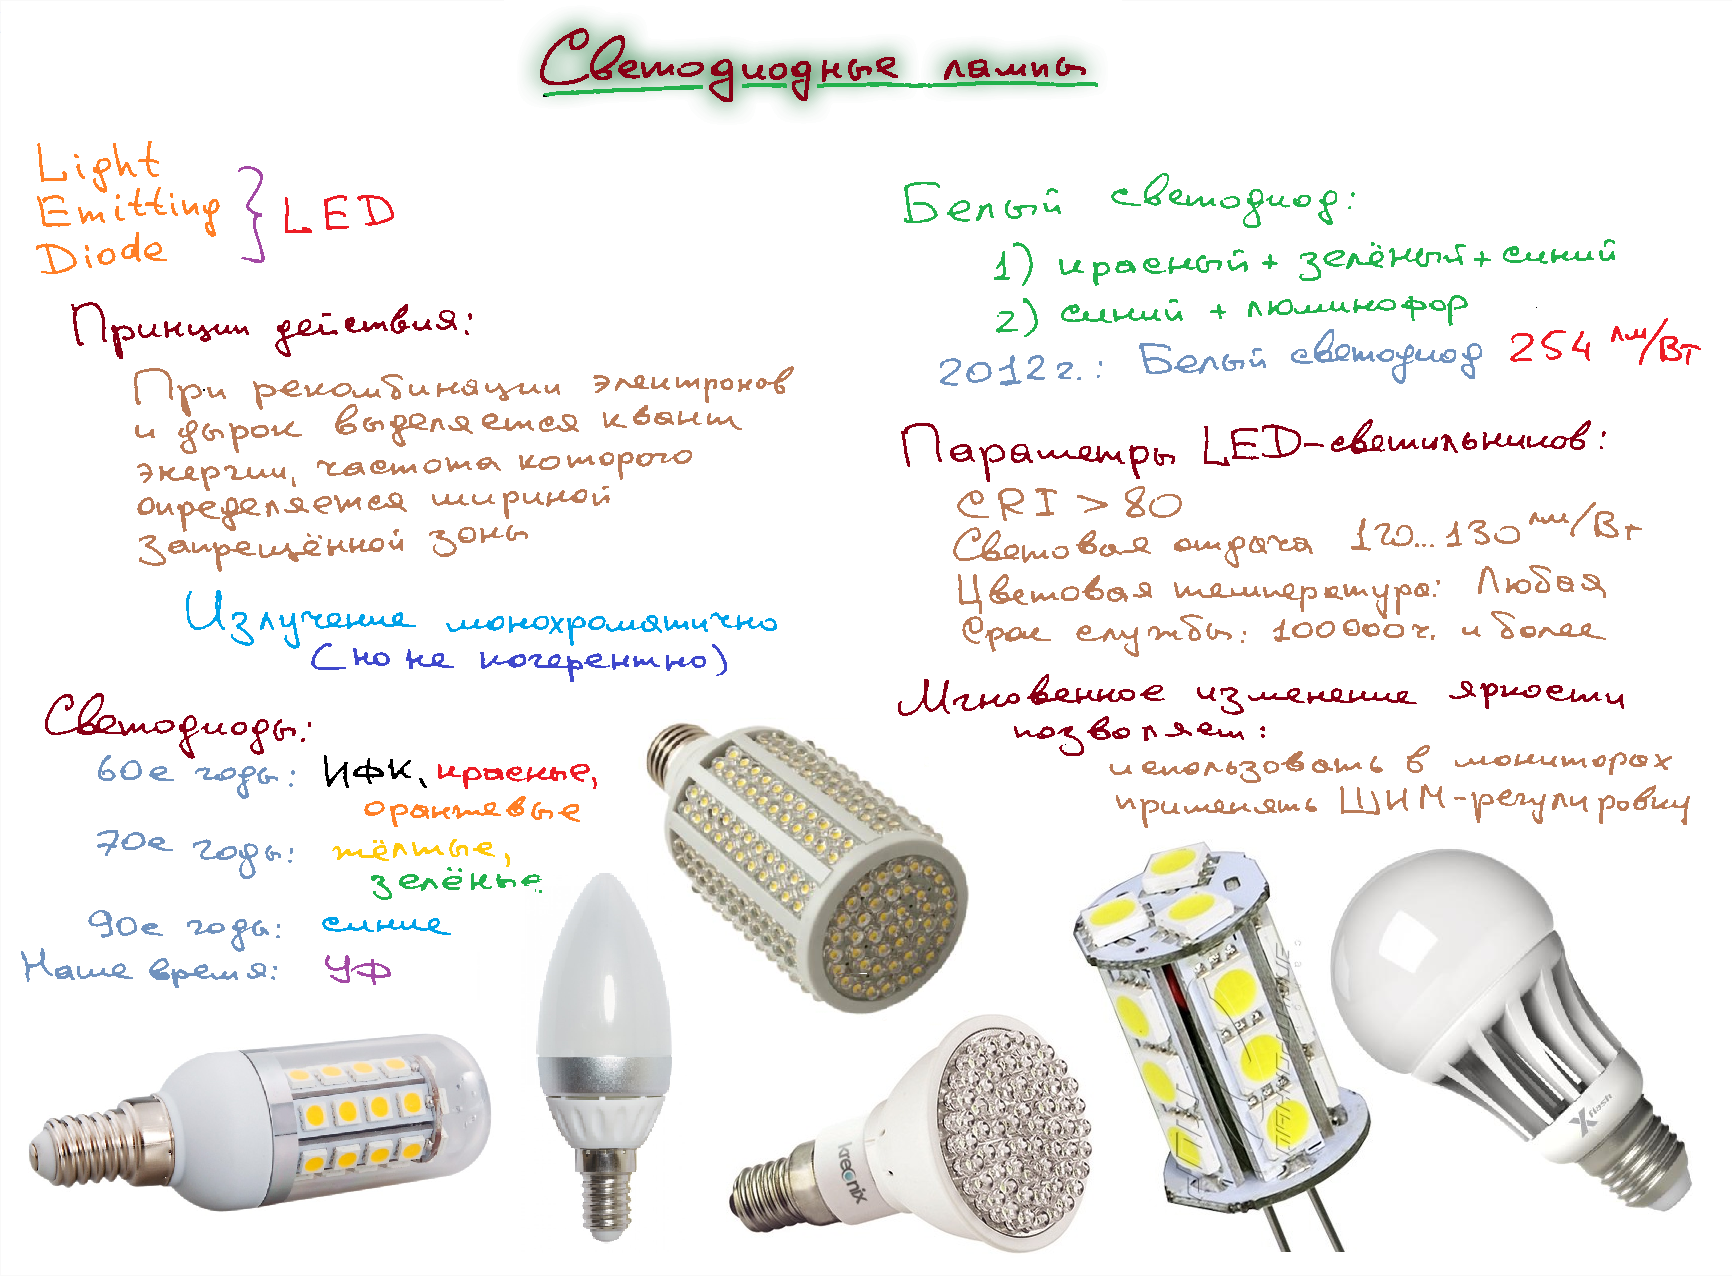 Светодиодные лампы
Light
Emitting
Diode
LED
Принцип действия:
При рекомбинации электронов
и дырок выделяется квант
энергии, частота которого
определяется шириной
запрещённой зоны
Излучение монохроматично
(но не когерентно)
Светодиоды:
60е годы: ИФК, красные,
оранжевые
70е годы: жёлтые,
зелёные
90е годы: синие
Наше время: УФ
Белый светодиод:
1) красный + зелёный + синий
2) синий + люминофор
2012г.: Белый светодиод 254 лм/Вт
Параметры LED-светильников:
CRI > 80
Световая отдача 120...130 лм/Вт
Цветовая температура: Любая
Срок службы: 100000ч. и более
Мгновенное изменение яркости
позволяет:
использовать в мониторах
применять ШИМ-регулировку
kreonix
X flash